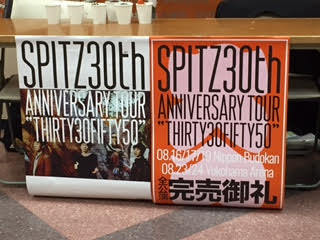 SPITZ30th
ANNIVERSARY TOUR
"THIRTY30FIFTY50"
SPITZ30th
ANNIVERSARY TOUR
"THIRTY30FIFTY50"
08.16/17/19 Nippon Budokan
08.23/24 Yokohama Arena
全公演
完売御礼